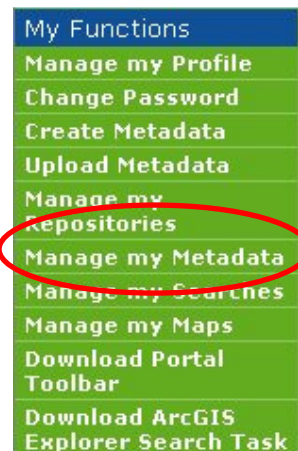 My Functions
Manage my Profile
Change Password
Create Metadata
Upload Metadata
Manage my
Repositories
Manage my Metadata
Manage my Searches
Manage my Maps
Download Portal
Toolbar
Download ArcGIS
Explorer Search Task